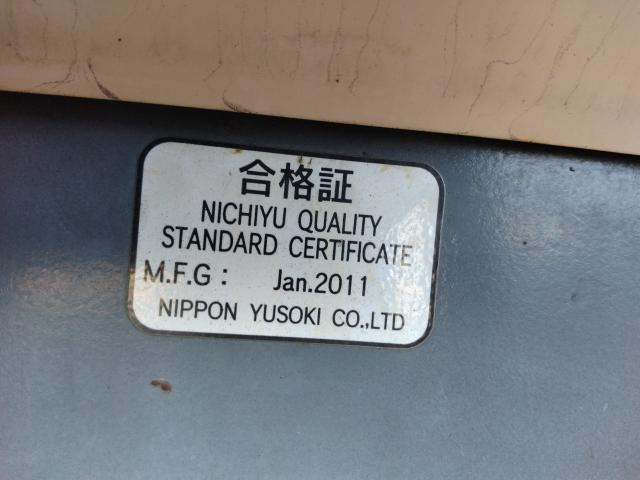 合格証
NICHIYU QUALITY
STANDARD CERTIFICATE
M.F.G : Jan.2011
NIPPON YUSOKI CO.,LTD